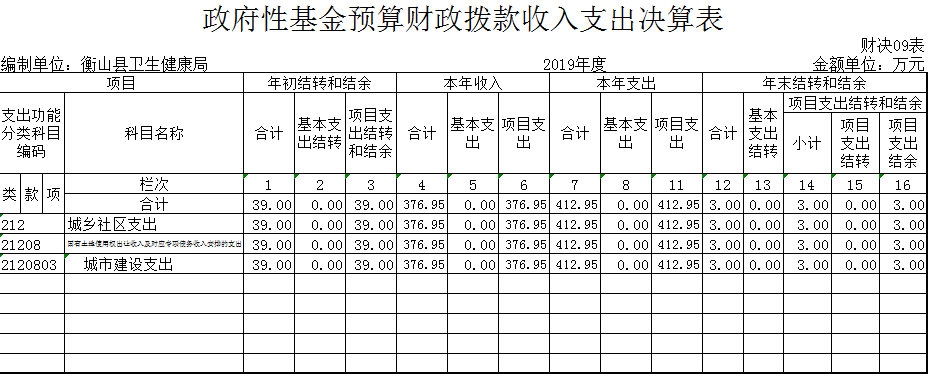 政府性基金预算财政拨款收入支出决算表
财决09表
编制单位：衡山县卫生健康局 2019年度 金额单位：万元
项目 年初结转和结余 本年收入 本年支出 年末结转和结余
支出功能分类科目编码 科目名称 合计 基本支出结转 项目支出结转和结余 合计 基本支出 项目支出 合计 基本支出 项目支出 合计 基本支出结转 项目支出结转和结余
小计 项目支出结转 项目支出结余
类 款 项 栏次 1 2 3 4 5 6 7 8 11 12 13 14 15 16
合计 39.00 0.00 39.00 376.95 0.00 376.95 412.95 0.00 412.95 3.00 0.00 3.00 0.00 3.00
212 城乡社区支出 39.00 0.00 39.00 376.95 0.00 376.95 412.95 0.00 412.95 3.00 0.00 3.00 0.00 3.00
21208 国有土地使用权出让收入及对应专项债务收入安排的支出 39.00 0.00 39.00 376.95 0.00 376.95 412.95 0.00 412.95 3.00 0.00 3.00 0.00 3.00
2120803 城市建设支出 39.00 0.00 39.00 376.95 0.00 376.95 412.95 0.00 412.95 3.00 0.00 3.00 0.00 3.00